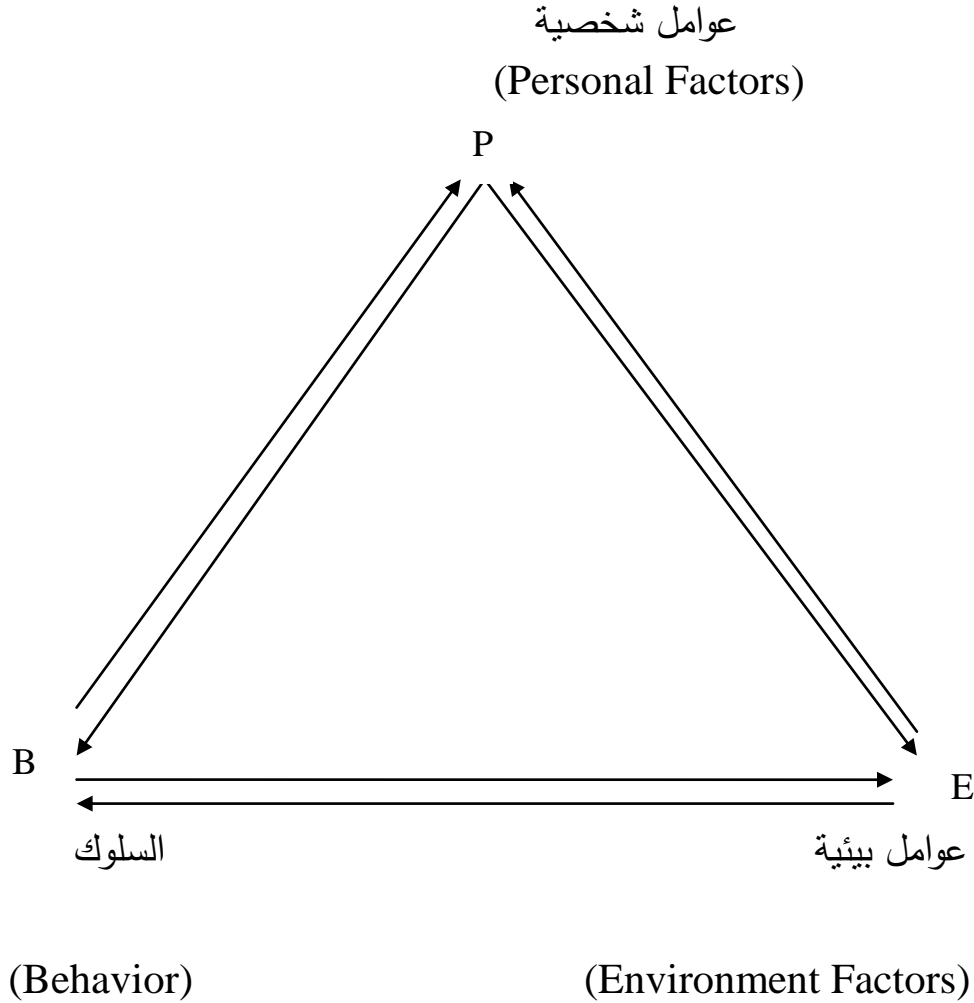 عوامل شخصية
(Personal Factors)
P
B
E
السلوك
عوامل بيئية
(Behavior)
(Environment Factors)